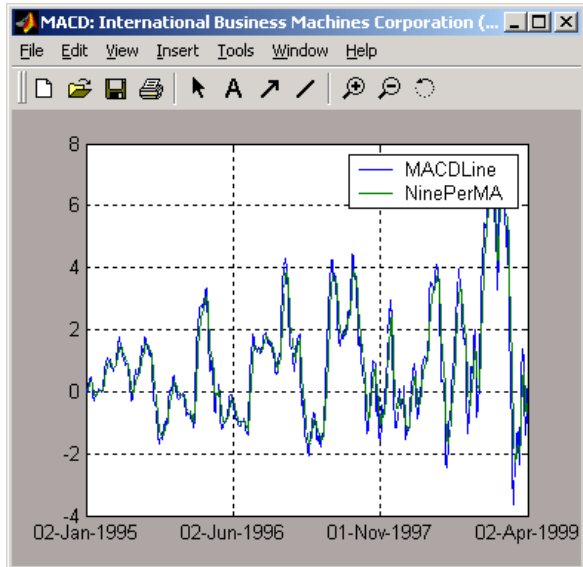 MACD: International Business Machines Corporation (...
File Edit View Insert Tools Window Help
A
8
6
4
2
0
-2
-4
MACDLine
NinePerMA
02-Jan-1995 02-Jun-1996 01-Nov-1997 02-Apr-1999